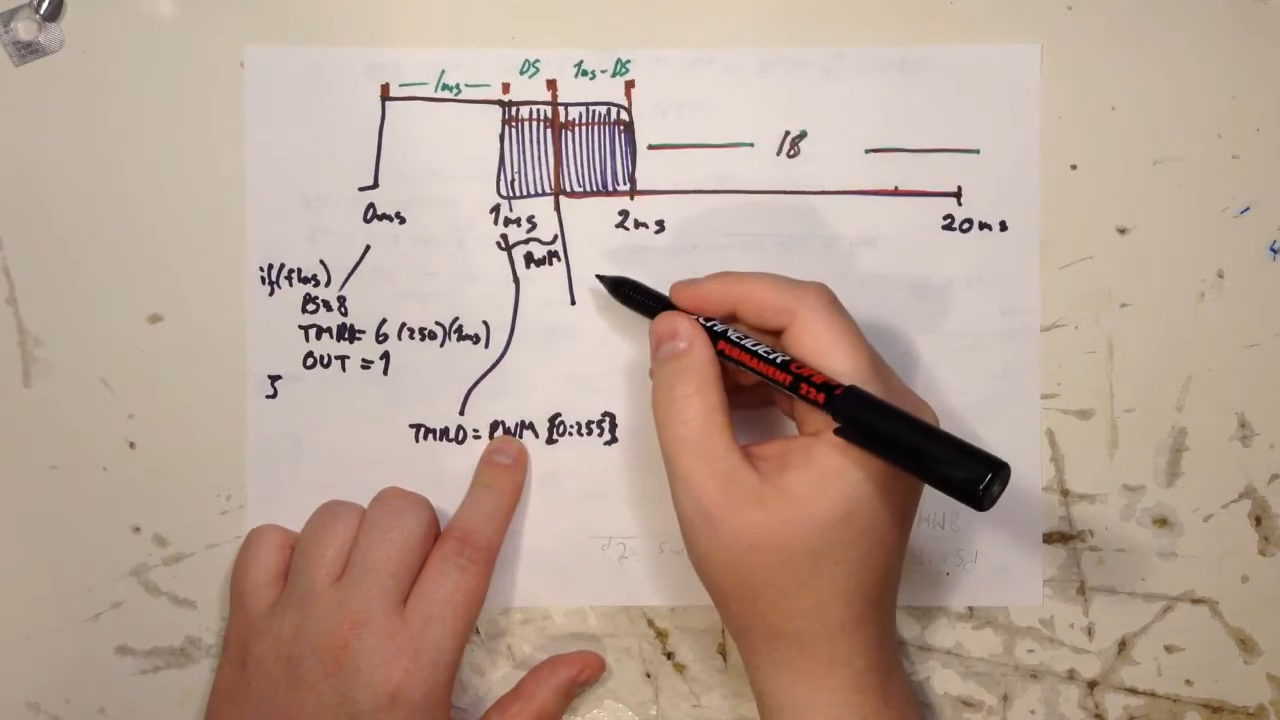 1ms DS 1ms-DS
18
0ms 1ms 2ms 20ms
PWM
if(flag)
PS=8
TMR0= 6 (250)(1ms)
OUT = 1
}
TMR0= PWM [0:255]
SCHNEIDER
PERMANENT 224